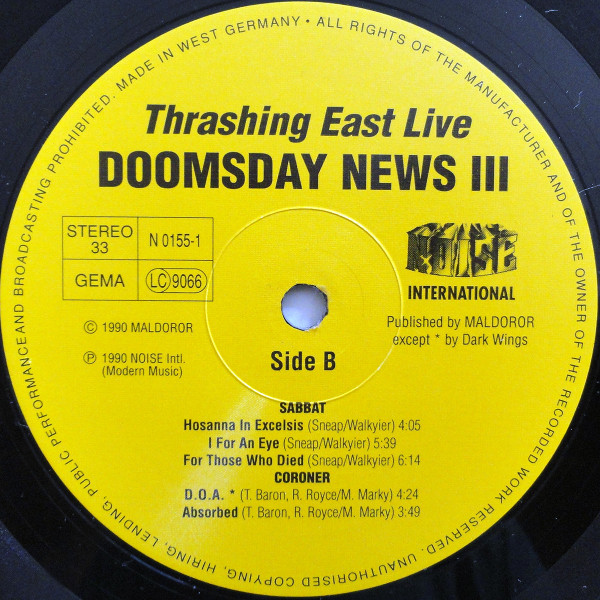 MADE IN WEST GERMANY • ALL RIGHTS OF THE MANUFACTURER AND OF THE OWNER OF THE RECORDED WORK RESERVED. UNAUTHORISED COPYING, HIRING, LENDING, PUBLIC PERFORMANCE AND BROADCASTING PROHIBITED.
Thrashing East Live
DOOMSDAY NEWS III
STEREO
33
N 0155-1
GEMA
LC 9066
NOISE
INTERNATIONAL
© 1990 MALDOROR
℗ 1990 NOISE Intl.
(Modern Music)
Published by MALDOROR
except * by Dark Wings
Side B
SABBAT
Hosanna In Excelsis (Sneap/Walkyier) 4:05
I For An Eye (Sneap/Walkyier) 5:39
For Those Who Died (Sneap/Walkyier) 6:14
CORONER
D.O.A. * (T. Baron, R. Royce/M. Marky) 4:24
Absorbed (T. Baron, R. Royce/M. Marky) 3:49